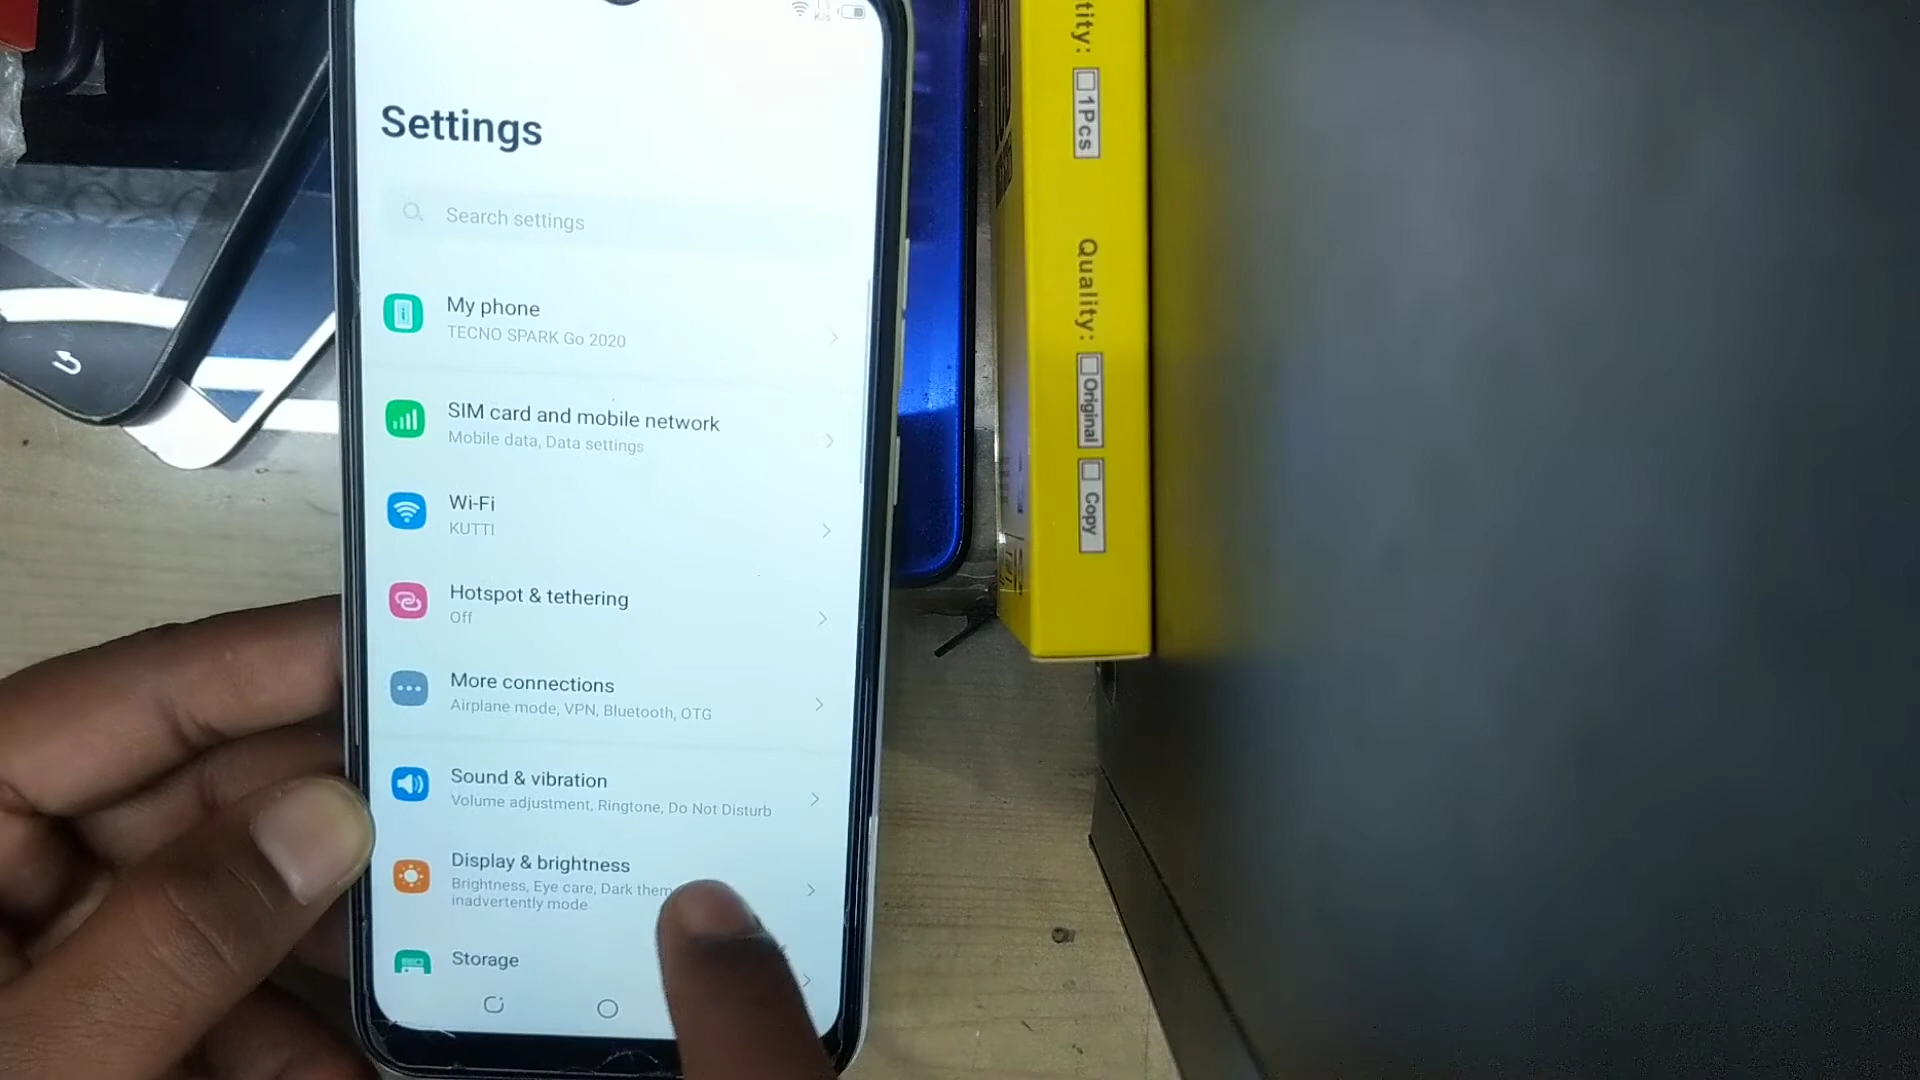 K/s
Settings
Search settings
My phone
TECNO SPARK Go 2020
SIM card and mobile network
Mobile data, Data settings
Wi-Fi
KUTTI
Hotspot & tethering
Off
More connections
Airplane mode, VPN, Bluetooth, OTG
Sound & vibration
Volume adjustment, Ringtone, Do Not Disturb
Display & brightness
Brightness, Eye care, Dark them
inadvertently mode
Storage
tity: 1Pcs
Quality: Original Copy